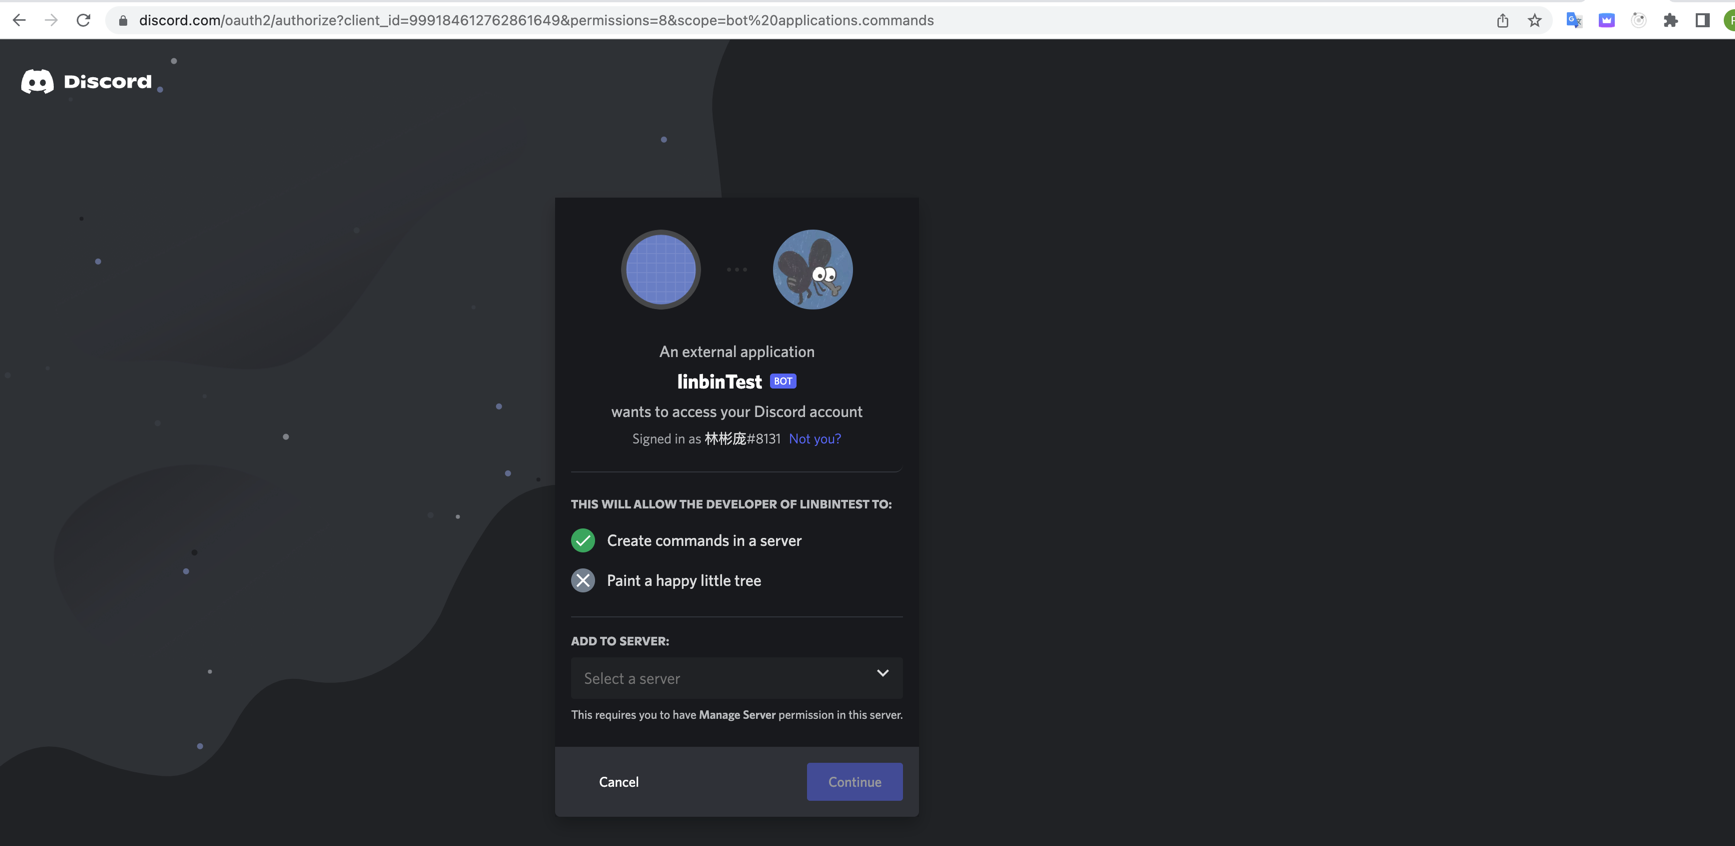 discord.com/oauth2/authorize?client_id=999184612762861649&permissions=8&scope=bot%20applications.commands
Discord
An external application
linbinTest BOT
wants to access your Discord account
Signed in as 林彬庞#8131 Not you?
THIS WILL ALLOW THE DEVELOPER OF LINBINTEST TO:
Create commands in a server
Paint a happy little tree
ADD TO SERVER:
Select a server
This requires you to have Manage Server permission in this server.
Cancel
Continue